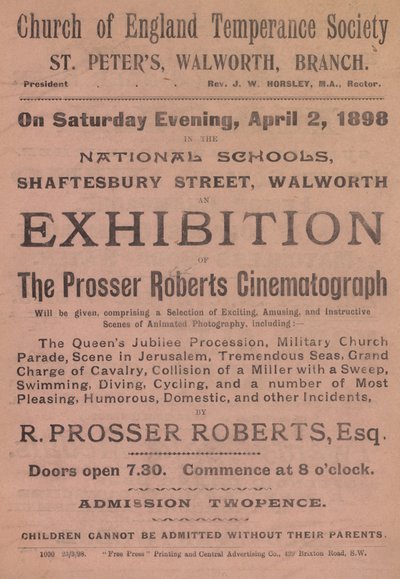 Church of England Temperance Society
ST. PETER'S, WALWORTH, BRANCH.
President . . . Rev. J. W. HORSLEY, M.A., Rector.
On Saturday Evening, April 2, 1898
IN THE
NATIONAL SCHOOLS,
SHAFTESBURY STREET, WALWORTH
AN
EXHIBITION
OF
The Prosser Roberts Cinematograph
Will be given, comprising a Selection of Exciting, Amusing, and Instructive
Scenes of Animated Photography, including:—
The Queen's Jubilee Procession, Military Church
Parade, Scene in Jerusalem, Tremendous Seas, Grand
Charge of Cavalry, Collision of a Miller with a Sweep,
Swimming, Diving, Cycling, and a number of Most
Pleasing, Humorous, Domestic, and other Incidents,
BY
R. PROSSER ROBERTS, Esq.
Doors open 7.30. Commence at 8 o'clock.
ADMISSION TWOPENCE.
CHILDREN CANNOT BE ADMITTED WITHOUT THEIR PARENTS.
1000 23/3/98. "Free Press" Printing and Central Advertising Co., 429 Brixton Road, S.W.